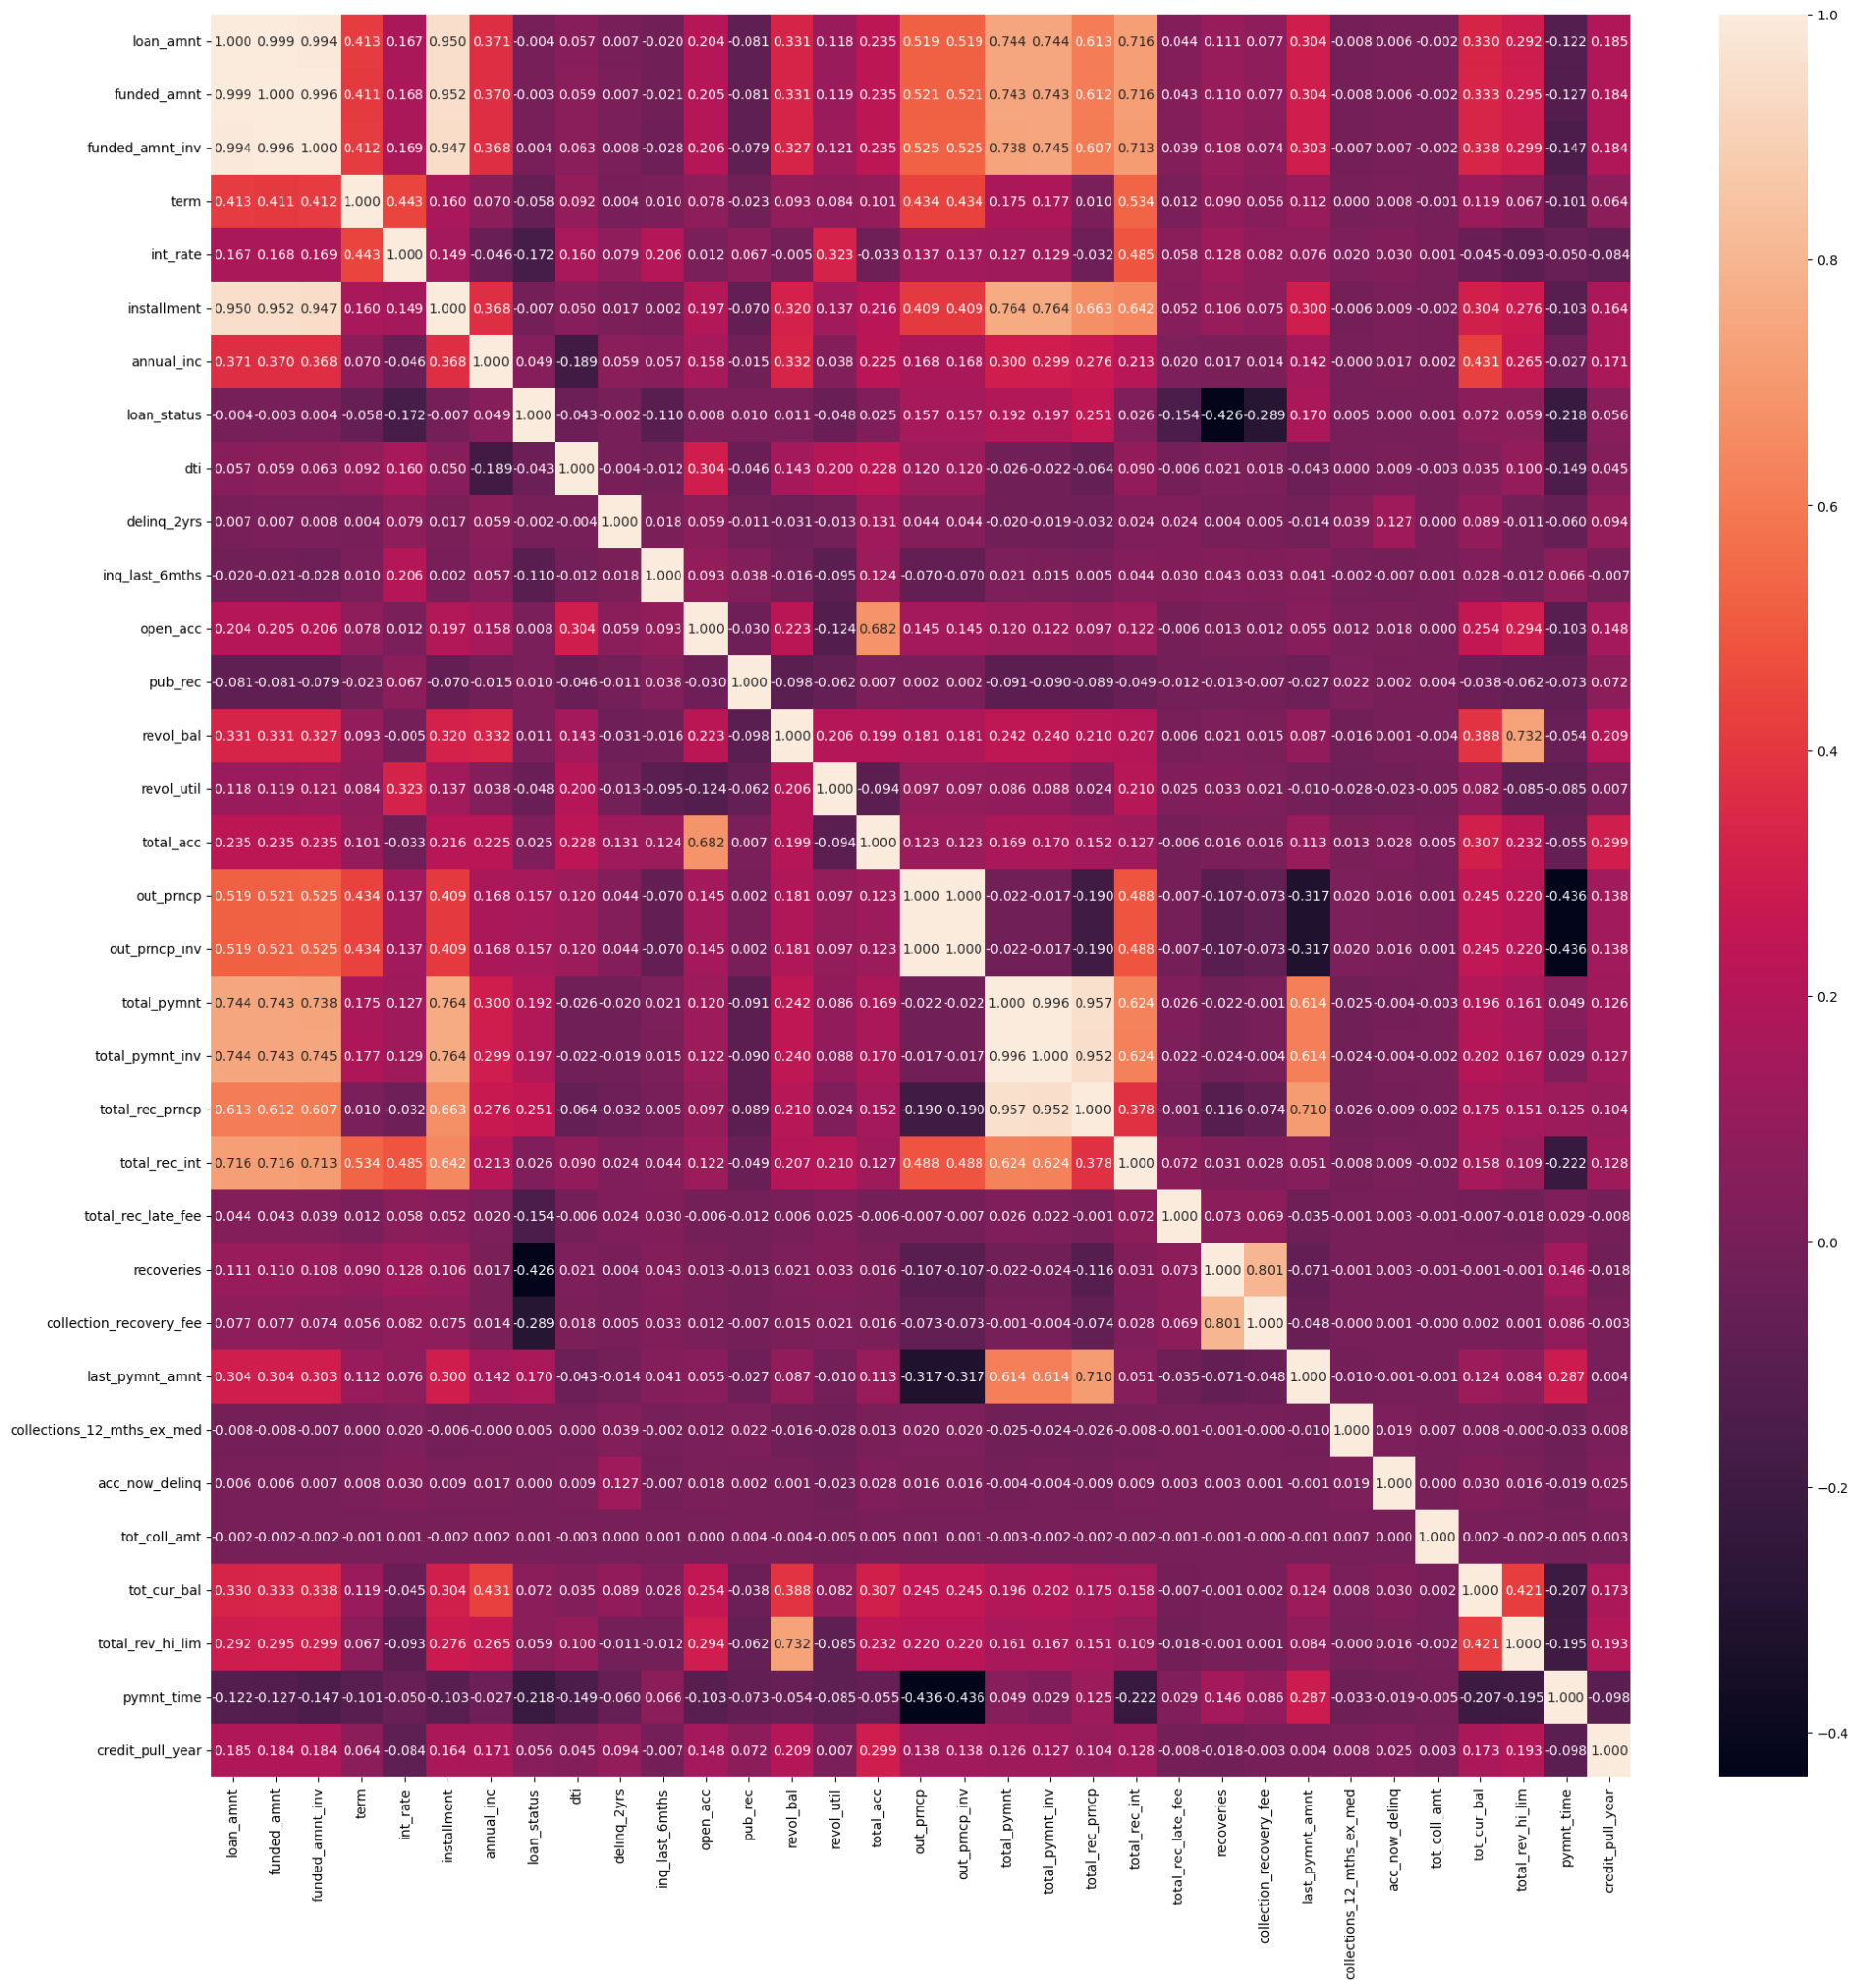 loan_amnt 1.000 0.999 0.994 0.413 0.167 0.950 0.371 -0.004 0.057 0.007 -0.020 0.204 -0.081 0.331 0.118 0.235 0.519 0.519 0.744 0.744 0.613 0.716 0.044 0.111 0.077 0.304 -0.008 0.006 -0.002 0.330 0.292 -0.122 0.185
funded_amnt 0.999 1.000 0.996 0.411 0.168 0.952 0.370 -0.003 0.059 0.007 -0.021 0.205 -0.081 0.331 0.119 0.235 0.521 0.521 0.743 0.743 0.612 0.716 0.043 0.110 0.077 0.304 -0.008 0.006 -0.002 0.333 0.295 -0.127 0.184
funded_amnt_inv 0.994 0.996 1.000 0.412 0.169 0.947 0.368 0.004 0.063 0.008 -0.028 0.206 -0.079 0.327 0.121 0.235 0.525 0.525 0.738 0.745 0.607 0.713 0.039 0.108 0.074 0.303 -0.007 0.007 -0.002 0.338 0.299 -0.147 0.184
term 0.413 0.411 0.412 1.000 0.443 0.160 0.070 -0.058 0.092 0.004 0.010 0.078 -0.023 0.093 0.084 0.101 0.434 0.434 0.175 0.177 0.010 0.534 0.012 0.090 0.056 0.112 0.000 0.008 -0.001 0.119 0.067 -0.101 0.064
int_rate 0.167 0.168 0.169 0.443 1.000 0.149 -0.046 -0.172 0.160 0.079 0.206 0.012 0.067 -0.005 0.323 -0.033 0.137 0.137 0.127 0.129 -0.032 0.485 0.058 0.128 0.082 0.076 0.020 0.030 0.001 -0.045 -0.093 -0.050 -0.084
installment 0.950 0.952 0.947 0.160 0.149 1.000 0.368 -0.007 0.050 0.017 0.002 0.197 -0.070 0.320 0.137 0.216 0.409 0.409 0.764 0.764 0.663 0.642 0.052 0.106 0.075 0.300 -0.006 0.009 -0.002 0.304 0.276 -0.103 0.164
annual_inc 0.371 0.370 0.368 0.070 -0.046 0.368 1.000 0.049 -0.189 0.059 0.057 0.158 -0.015 0.332 0.038 0.225 0.168 0.168 0.300 0.299 0.276 0.213 0.020 0.017 0.014 0.142 -0.000 0.017 0.002 0.431 0.265 -0.027 0.171
loan_status -0.004 -0.003 0.004 -0.058 -0.172 -0.007 0.049 1.000 -0.043 -0.002 -0.110 0.008 0.010 0.011 -0.048 0.025 0.157 0.157 0.192 0.197 0.251 0.026 -0.154 -0.426 -0.289 0.170 0.005 0.000 0.001 0.072 0.059 -0.218 0.056
dti 0.057 0.059 0.063 0.092 0.160 0.050 -0.189 -0.043 1.000 -0.004 -0.012 0.304 -0.046 0.143 0.200 0.228 0.120 0.120 -0.026 -0.022 -0.064 0.090 -0.006 0.021 0.018 -0.043 0.000 0.009 -0.003 0.035 0.100 -0.149 0.045
delinq_2yrs 0.007 0.007 0.008 0.004 0.079 0.017 0.059 -0.002 -0.004 1.000 0.018 0.059 -0.011 -0.031 -0.013 0.131 0.044 0.044 -0.020 -0.019 -0.032 0.024 0.024 0.004 0.005 -0.014 0.039 0.127 0.000 0.089 -0.011 -0.060 0.094
inq_last_6mths -0.020 -0.021 -0.028 0.010 0.206 0.002 0.057 -0.110 -0.012 0.018 1.000 0.093 0.038 -0.016 -0.095 0.124 -0.070 -0.070 0.021 0.015 0.005 0.044 0.030 0.043 0.033 0.041 -0.002 -0.007 0.001 0.028 -0.012 0.066 -0.007
open_acc 0.204 0.205 0.206 0.078 0.012 0.197 0.158 0.008 0.304 0.059 0.093 1.000 -0.030 0.223 -0.124 0.682 0.145 0.145 0.120 0.122 0.097 0.122 -0.006 0.013 0.012 0.055 0.012 0.018 0.000 0.254 0.294 -0.103 0.148
pub_rec -0.081 -0.081 -0.079 -0.023 0.067 -0.070 -0.015 0.010 -0.046 -0.011 0.038 -0.030 1.000 -0.098 -0.062 0.007 0.002 0.002 -0.091 -0.090 -0.089 -0.049 -0.012 -0.013 -0.007 -0.027 0.022 0.002 0.004 -0.038 -0.062 -0.073 0.072
revol_bal 0.331 0.331 0.327 0.093 -0.005 0.320 0.332 0.011 0.143 -0.031 -0.016 0.223 -0.098 1.000 0.206 0.199 0.181 0.181 0.242 0.240 0.210 0.207 0.006 0.021 0.015 0.087 -0.016 0.001 -0.004 0.388 0.732 -0.054 0.209
revol_util 0.118 0.119 0.121 0.084 0.323 0.137 0.038 -0.048 0.200 -0.013 -0.095 -0.124 -0.062 0.206 1.000 -0.094 0.097 0.097 0.086 0.088 0.024 0.210 0.025 0.033 0.021 -0.010 -0.028 -0.023 -0.005 0.082 -0.085 -0.085 0.007
total_acc 0.235 0.235 0.235 0.101 -0.033 0.216 0.225 0.025 0.228 0.131 0.124 0.682 0.007 0.199 -0.094 1.000 0.123 0.123 0.169 0.170 0.152 0.127 -0.006 0.016 0.016 0.113 0.013 0.028 0.005 0.307 0.232 -0.055 0.299
out_prncp 0.519 0.521 0.525 0.434 0.137 0.409 0.168 0.157 0.120 0.044 -0.070 0.145 0.002 0.181 0.097 0.123 1.000 1.000 -0.022 -0.017 -0.190 0.488 -0.007 -0.107 -0.073 -0.317 0.020 0.016 0.001 0.245 0.220 -0.436 0.138
out_prncp_inv 0.519 0.521 0.525 0.434 0.137 0.409 0.168 0.157 0.120 0.044 -0.070 0.145 0.002 0.181 0.097 0.123 1.000 1.000 -0.022 -0.017 -0.190 0.488 -0.007 -0.107 -0.073 -0.317 0.020 0.016 0.001 0.245 0.220 -0.436 0.138
total_pymnt 0.744 0.743 0.738 0.175 0.127 0.764 0.300 0.192 -0.026 -0.020 0.021 0.120 -0.091 0.242 0.086 0.169 -0.022 -0.022 1.000 0.996 0.957 0.624 0.026 -0.022 -0.001 0.614 -0.025 -0.004 -0.003 0.196 0.161 0.049 0.126
total_pymnt_inv 0.744 0.743 0.745 0.177 0.129 0.764 0.299 0.197 -0.022 -0.019 0.015 0.122 -0.090 0.240 0.088 0.170 -0.017 -0.017 0.996 1.000 0.952 0.624 0.022 -0.024 -0.004 0.614 -0.024 -0.004 -0.002 0.202 0.167 0.029 0.127
total_rec_prncp 0.613 0.612 0.607 0.010 -0.032 0.663 0.276 0.251 -0.064 -0.032 0.005 0.097 -0.089 0.210 0.024 0.152 -0.190 -0.190 0.957 0.952 1.000 0.378 -0.001 -0.116 -0.074 0.710 -0.026 -0.009 -0.002 0.175 0.151 0.125 0.104
total_rec_int 0.716 0.716 0.713 0.534 0.485 0.642 0.213 0.026 0.090 0.024 0.044 0.122 -0.049 0.207 0.210 0.127 0.488 0.488 0.624 0.624 0.378 1.000 0.072 0.031 0.028 0.051 -0.008 0.009 -0.002 0.158 0.109 -0.222 0.128
total_rec_late_fee 0.044 0.043 0.039 0.012 0.058 0.052 0.020 -0.154 -0.006 0.024 0.030 -0.006 -0.012 0.006 0.025 -0.006 -0.007 -0.007 0.026 0.022 -0.001 0.072 1.000 0.073 0.069 -0.035 -0.001 0.003 -0.001 -0.007 -0.018 0.029 -0.008
recoveries 0.111 0.110 0.108 0.090 0.128 0.106 0.017 -0.426 0.021 0.004 0.043 0.013 -0.013 0.021 0.033 0.016 -0.107 -0.107 -0.022 -0.024 -0.116 0.031 0.073 1.000 0.801 -0.071 -0.001 0.003 -0.001 -0.001 -0.001 0.146 -0.018
collection_recovery_fee 0.077 0.077 0.074 0.056 0.082 0.075 0.014 -0.289 0.018 0.005 0.033 0.012 -0.007 0.015 0.021 0.016 -0.073 -0.073 -0.001 -0.004 -0.074 0.028 0.069 0.801 1.000 -0.048 -0.000 0.001 -0.000 0.002 0.001 0.086 -0.003
last_pymnt_amnt 0.304 0.304 0.303 0.112 0.076 0.300 0.142 0.170 -0.043 -0.014 0.041 0.055 -0.027 0.087 -0.010 0.113 -0.317 -0.317 0.614 0.614 0.710 0.051 -0.035 -0.071 -0.048 1.000 -0.010 -0.001 -0.001 0.124 0.084 0.287 0.004
collections_12_mths_ex_med -0.008 -0.008 -0.007 0.000 0.020 -0.006 -0.000 0.005 0.000 0.039 -0.002 0.012 0.022 -0.016 -0.028 0.013 0.020 0.020 -0.025 -0.024 -0.026 -0.008 -0.001 -0.001 -0.000 -0.010 1.000 0.019 0.007 0.008 -0.000 -0.033 0.008
acc_now_delinq 0.006 0.006 0.007 0.008 0.030 0.009 0.017 0.000 0.009 0.127 -0.007 0.018 0.002 0.001 -0.023 0.028 0.016 0.016 -0.004 -0.004 -0.009 0.009 0.003 0.003 0.001 -0.001 0.019 1.000 0.000 0.030 0.016 -0.019 0.025
tot_coll_amt -0.002 -0.002 -0.002 -0.001 0.001 -0.002 0.002 0.001 -0.003 0.000 0.001 0.000 0.004 -0.004 -0.005 0.005 0.001 0.001 -0.003 -0.002 -0.002 -0.002 -0.001 -0.001 -0.000 -0.001 0.007 0.000 1.000 0.002 -0.002 -0.005 0.003
tot_cur_bal 0.330 0.333 0.338 0.119 -0.045 0.304 0.431 0.072 0.035 0.089 0.028 0.254 -0.038 0.388 0.082 0.307 0.245 0.245 0.196 0.202 0.175 0.158 -0.007 -0.001 0.002 0.124 0.008 0.030 0.002 1.000 0.421 -0.207 0.173
total_rev_hi_lim 0.292 0.295 0.299 0.067 -0.093 0.276 0.265 0.059 0.100 -0.011 -0.012 0.294 -0.062 0.732 -0.085 0.232 0.220 0.220 0.161 0.167 0.151 0.109 -0.018 -0.001 0.001 0.084 -0.000 0.016 -0.002 0.421 1.000 -0.195 0.193
pymnt_time -0.122 -0.127 -0.147 -0.101 -0.050 -0.103 -0.027 -0.218 -0.149 -0.060 0.066 -0.103 -0.073 -0.054 -0.085 -0.055 -0.436 -0.436 0.049 0.029 0.125 -0.222 0.029 0.146 0.086 0.287 -0.033 -0.019 -0.005 -0.207 -0.195 1.000 -0.098
credit_pull_year 0.185 0.184 0.184 0.064 -0.084 0.164 0.171 0.056 0.045 0.094 -0.007 0.148 0.072 0.209 0.007 0.299 0.138 0.138 0.126 0.127 0.104 0.128 -0.008 -0.018 -0.003 0.004 0.008 0.025 0.003 0.173 0.193 -0.098 1.000
loan_amnt
funded_amnt
funded_amnt_inv
term
int_rate
installment
annual_inc
loan_status
dti
delinq_2yrs
inq_last_6mths
open_acc
pub_rec
revol_bal
revol_util
total_acc
out_prncp
out_prncp_inv
total_pymnt
total_pymnt_inv
total_rec_prncp
total_rec_int
total_rec_late_fee
recoveries
collection_recovery_fee
last_pymnt_amnt
collections_12_mths_ex_med
acc_now_delinq
tot_coll_amt
tot_cur_bal
total_rev_hi_lim
pymnt_time
credit_pull_year
1.0
0.8
0.6
0.4
0.2
0.0
−0.2
−0.4